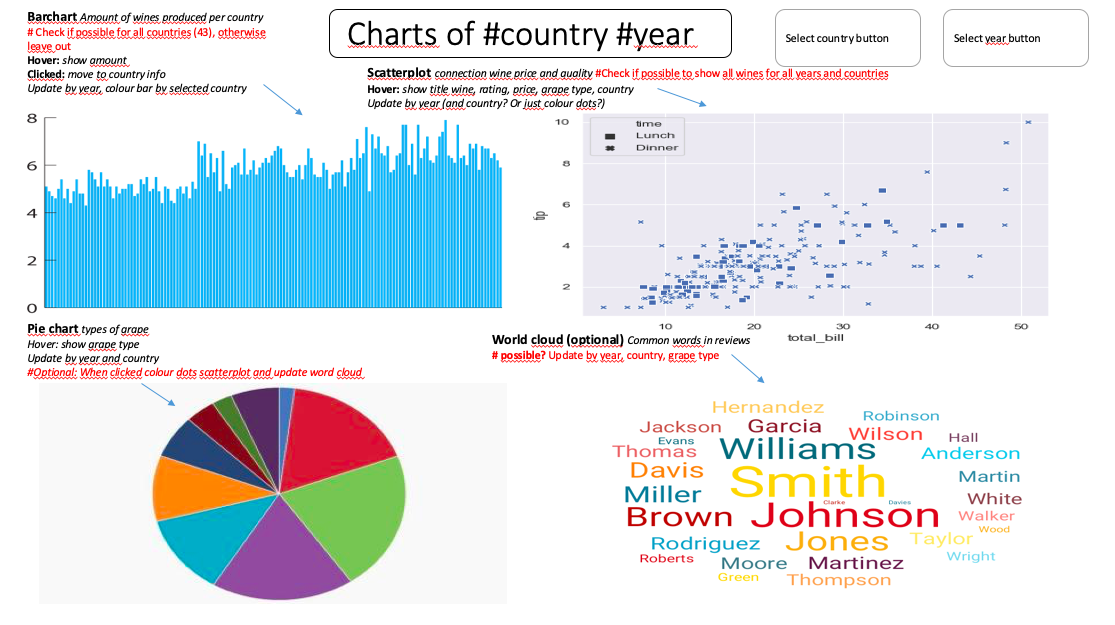 Barchart Amount of wines produced per country
# Check if possible for all countries (43), otherwise
leave out
Hover: show amount
Clicked: move to country info
Update by year, colour bar by selected country
Charts of #country #year
Select country button
Select year button
Scatterplot connection wine price and quality #Check if possible to show all wines for all years and countries
Hover: show title wine, rating, price, grape type, country
Update by year (and country? Or just colour dots?)
8
6
4
2
0
time
Lunch
Dinner
10
8
6
4
2
tip
10
20
30
40
50
total_bill
Pie chart types of grape
Hover: show grape type
Update by year and country
#Optional: When clicked colour dots scatterplot and update word cloud
World cloud (optional) Common words in reviews
# possible? Update by year, country, grape type
Hernandez
Robinson
Jackson
Garcia
Wilson
Hall
Evans
Thomas
Williams
Anderson
Davis
Smith
Martin
Miller
Clarke
Davies
White
Brown
Johnson
Walker
Wood
Rodriguez
Jones
Taylor
Roberts
Moore
Martinez
Wright
Green
Thompson